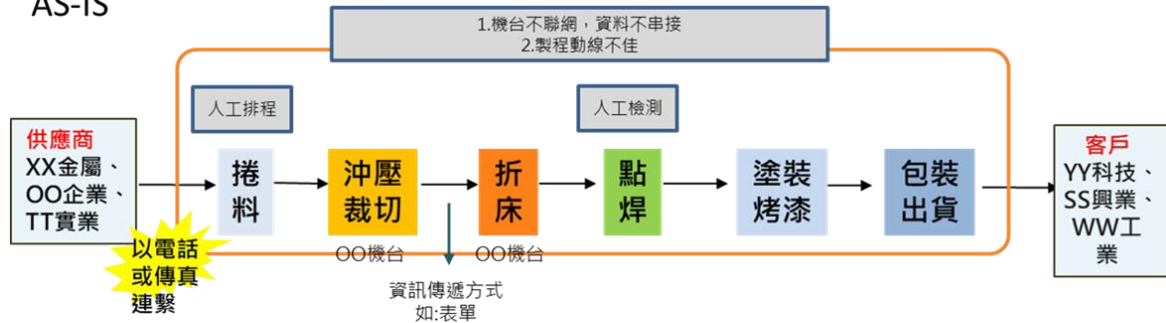 AS-IS
1.機台不聯網，資料不串接
2.製程動線不佳
人工排程
人工檢測
供應商
XX金屬、
OO企業、
TT實業
捲
料
沖壓
裁切
折
床
點
焊
塗裝
烤漆
包裝
出貨
客戶
YY科技、
SS興業、
WW工
業
以電話
或傳真
連繫
OO機台
OO機台
資訊傳遞方式
如:表單